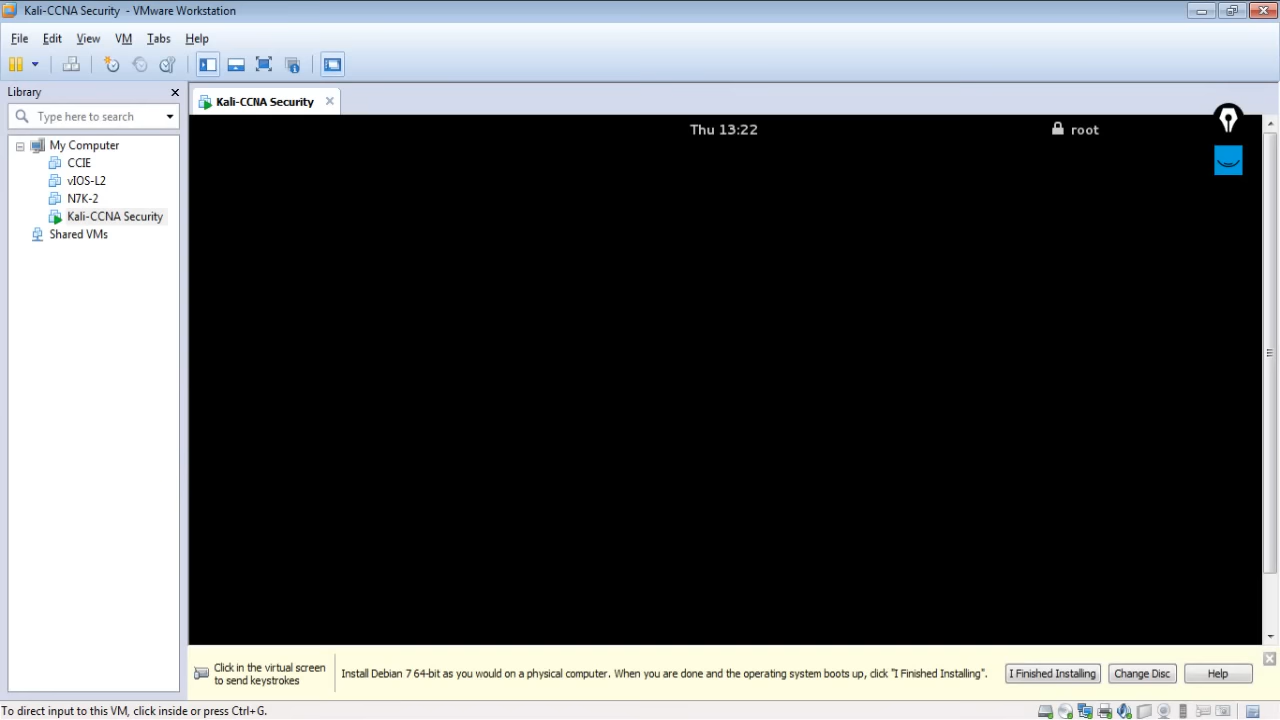 Kali-CCNA Security - VMware Workstation
File Edit View VM Tabs Help
Library
Type here to search
My Computer
CCIE
vIOS-L2
N7K-2
Kali-CCNA Security
Shared VMs
Kali-CCNA Security
Thu 13:22
root
Click in the virtual screen
to send keystrokes
Install Debian 7 64-bit as you would on a physical computer. When you are done and the operating system boots up, click "I Finished Installing".
I Finished Installing
Change Disc
Help
To direct input to this VM, click inside or press Ctrl+G.